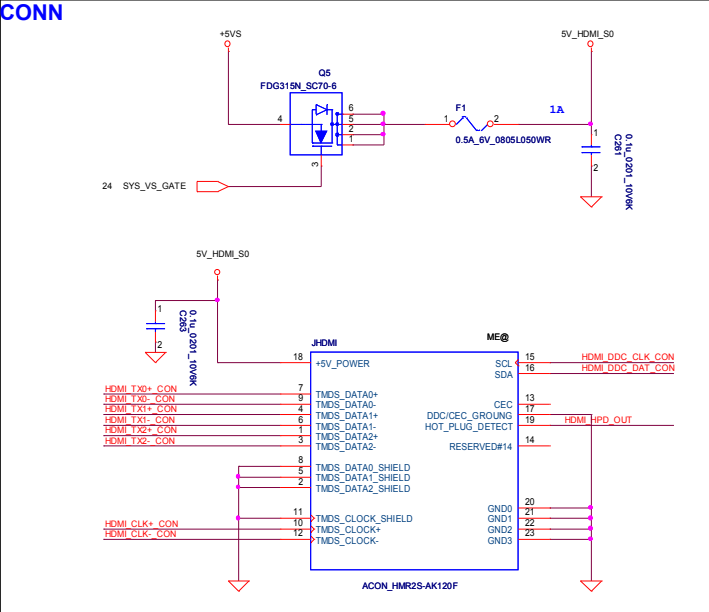 CONN
+5VS
5V_HDMI_S0
Q5
FDG315N_SC70-6
4
6
5
2
1
3
F1
1
2
0.5A_6V_0805L050WR
1A
1
2
C261
0.1u_0201_10V6K
24 SYS_VS_GATE
5V_HDMI_S0
1
2
C263
0.1u_0201_10V6K
JHDMI
ME@
18 +5V_POWER
SCL 15 HDMI_DDC_CLK_CON
SDA 16 HDMI_DDC_DAT_CON
HDMI_TX0+_CON 7 TMDS_DATA0+
HDMI_TX0-_CON 9 TMDS_DATA0-
HDMI_TX1+_CON 4 TMDS_DATA1+
HDMI_TX1-_CON 6 TMDS_DATA1-
HDMI_TX2+_CON 1 TMDS_DATA2+
HDMI_TX2-_CON 3 TMDS_DATA2-
CEC 13
DDC/CEC_GROUNG 17
HOT_PLUG_DETECT 19 HDMI_HPD_OUT
RESERVED#14 14
8 TMDS_DATA0_SHIELD
5 TMDS_DATA1_SHIELD
2 TMDS_DATA2_SHIELD
11 TMDS_CLOCK_SHIELD
HDMI_CLK+_CON 10 TMDS_CLOCK+
HDMI_CLK-_CON 12 TMDS_CLOCK-
GND0 20
GND1 21
GND2 22
GND3 23
ACON_HMR2S-AK120F